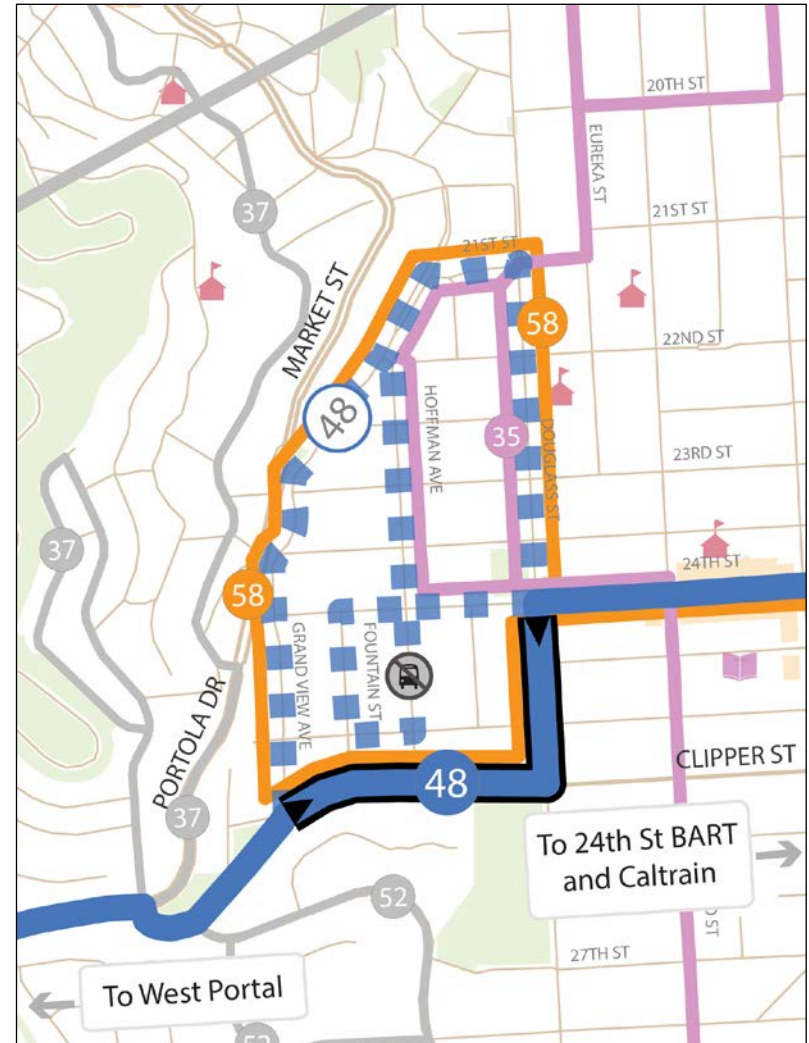 20TH ST
EUREKA ST
37
21ST ST
21ST ST
MARKET ST
58
22ND ST
48
HOFFMAN AVE
35
DOUGLASS ST
23RD ST
37
24TH ST
58
GRAND VIEW AVE
FOUNTAIN ST
PORTOLA DR
CLIPPER ST
48
37
To 24th St BART
and Caltrain
52
27TH ST
To West Portal